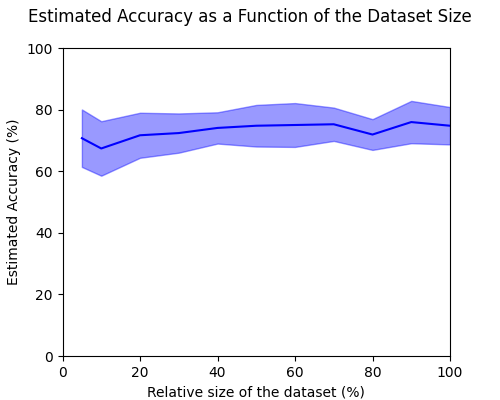 Estimated Accuracy as a Function of the Dataset Size
100
80
60
40
20
0
Estimated Accuracy (%)
0 20 40 60 80 100
Relative size of the dataset (%)